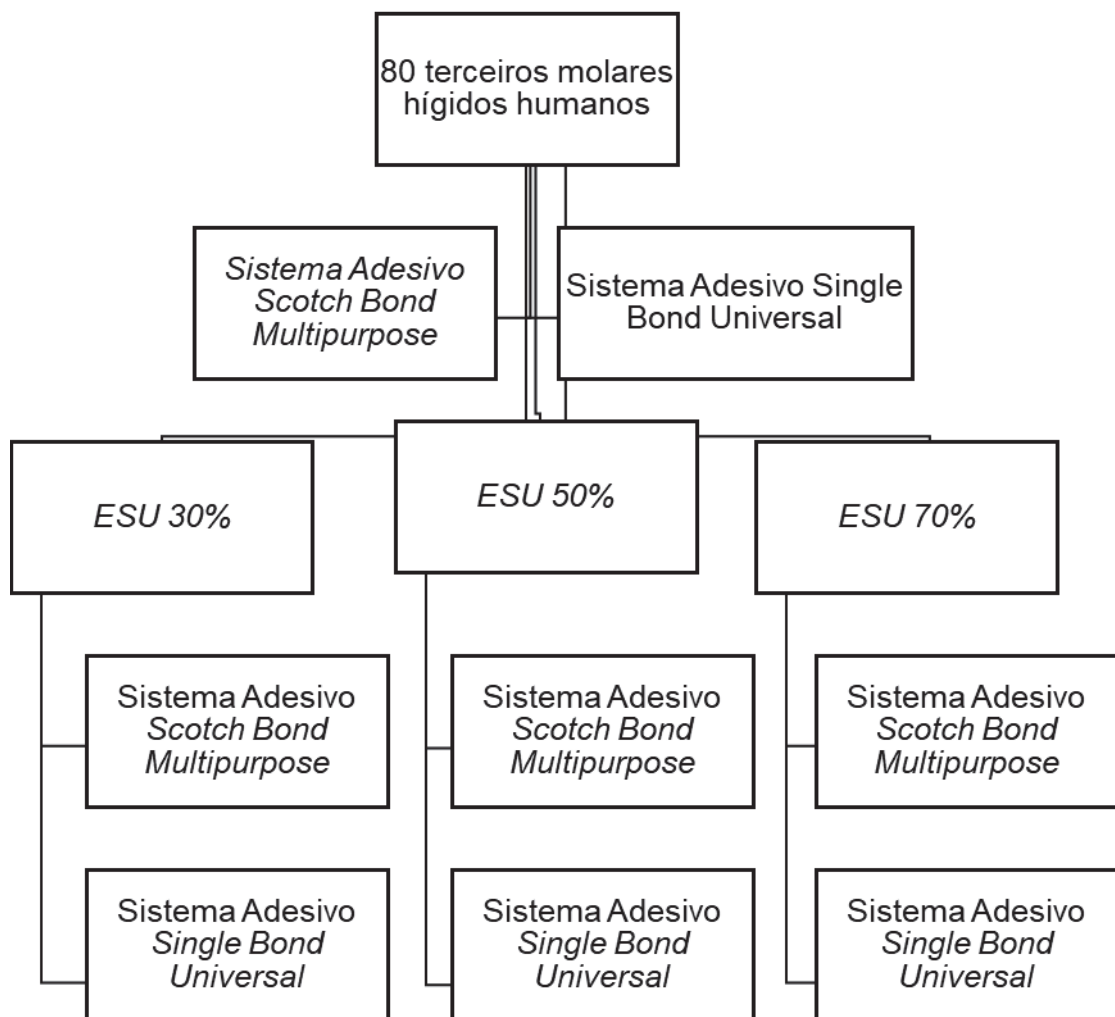 80 terceiros molares
hígidos humanos
Sistema Adesivo
Scotch Bond
Multipurpose
Sistema Adesivo Single
Bond Universal
ESU 30%
ESU 50%
ESU 70%
Sistema Adesivo
Scotch Bond
Multipurpose
Sistema Adesivo
Scotch Bond
Multipurpose
Sistema Adesivo
Scotch Bond
Multipurpose
Sistema Adesivo
Single Bond
Universal
Sistema Adesivo
Single Bond
Universal
Sistema Adesivo
Single Bond
Universal